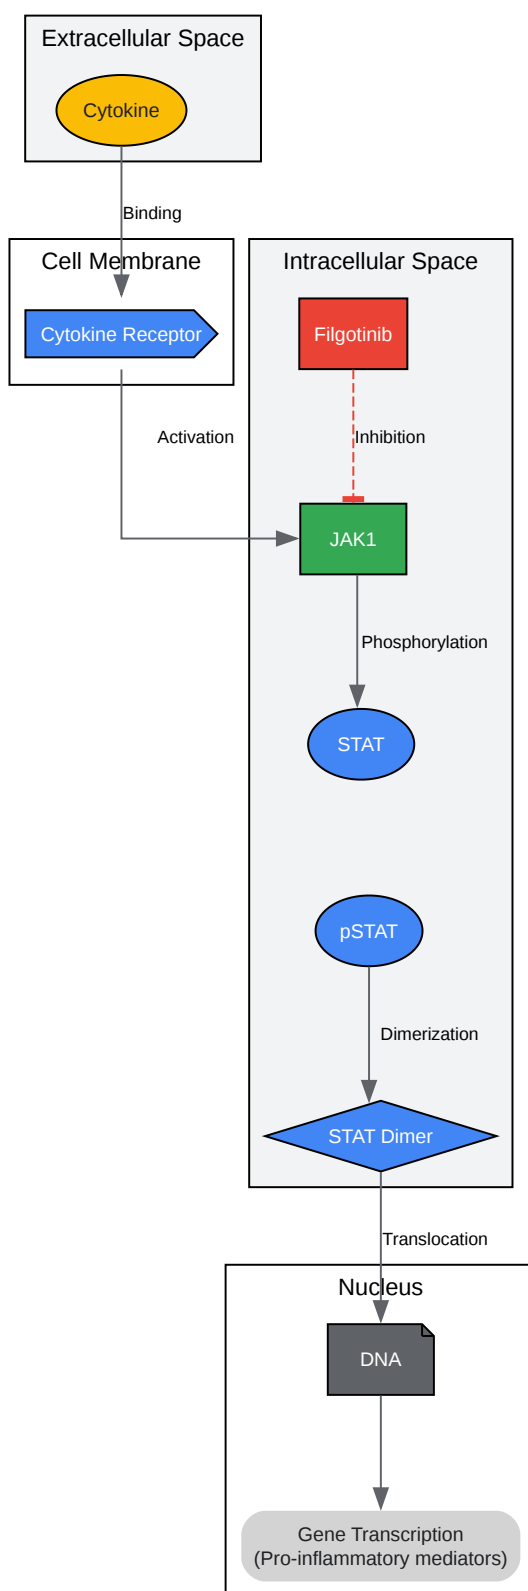 Extracellular Space
Cytokine
Binding
Cell Membrane
Cytokine Receptor
Intracellular Space
Filgotinib
Activation
Inhibition
JAK1
Phosphorylation
STAT
pSTAT
Dimerization
STAT Dimer
Translocation
Nucleus
DNA
Gene Transcription
(Pro-inflammatory mediators)